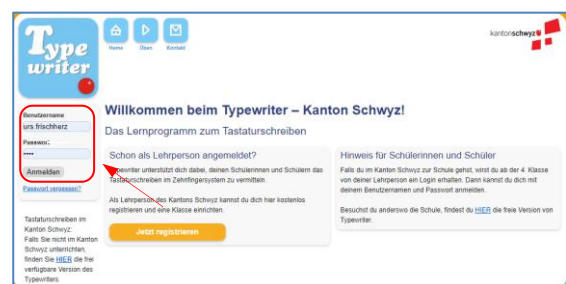 Type
writer
Home
Üben
Kontakt
kantonschwyz
Benutzername
urs frischherz
Passwort
Anmelden
Passwort vergessen?
Tastaturschreiben im
Kanton Schwyz:
Falls Sie nicht im Kanton
Schwyz unterrichten,
finden Sie HIER die frei
verfügbare Version des
Typewriters.
Willkommen beim Typewriter – Kanton Schwyz!
Das Lernprogramm zum Tastaturschreiben
Schon als Lehrperson angemeldet?
Typewriter unterstützt dich dabei, deinen Schülerinnen und Schülern das
Tastaturschreiben im Zehnfingersystem zu vermitteln.
Als Lehrperson des Kantons Schwyz kannst du dich hier kostenlos
registrieren und eine Klasse einrichten.
Jetzt registrieren
Hinweis für Schülerinnen und Schüler
Falls du im Kanton Schwyz zur Schule gehst, wirst du ab der 4. Klasse
von deiner Lehrperson ein Login erhalten. Dann kannst du dich mit
deinem Benutzernamen und Passwort anmelden.
Besuchst du anderswo die Schule, findest du HIER die freie Version von
Typewriter.